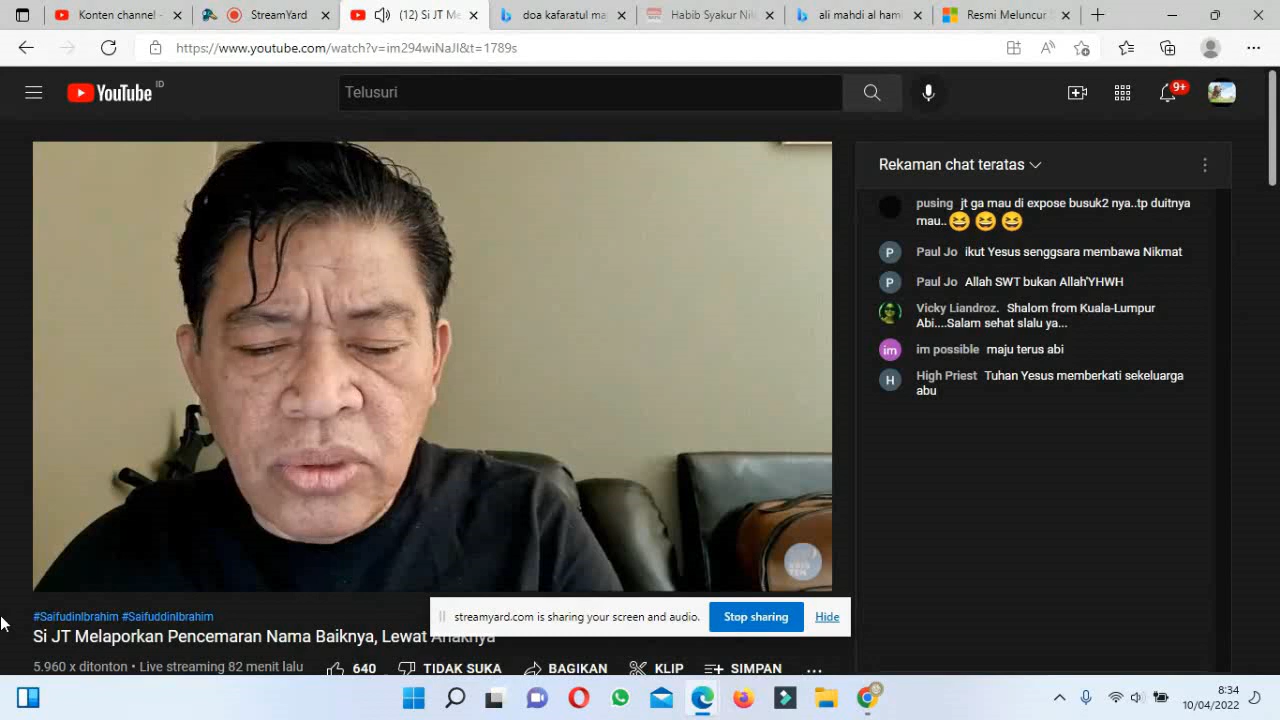 Konten channel -
StreamYard
(12) Si JT Me
doa kafaratul ma
Habib Syakur Nik
ali mahdi al ham
Resmi Meluncur
https://www.youtube.com/watch?v=im294wiNaJI&t=1789s
YouTube ID
Telusuri
9+
Rekaman chat teratas
pusing jt ga mau di expose busuk2 nya..tp duitnya
mau..
P Paul Jo ikut Yesus senggsara membawa Nikmat
P Paul Jo Allah SWT bukan Allah'YHWH
Vicky Liandroz. Shalom from Kuala-Lumpur
Abi....Salam sehat slalu ya...
im im possible maju terus abi
H High Priest Tuhan Yesus memberkati sekeluarga
abu
#SaifudinIbrahim #SaifuddinIbrahim
streamyard.com is sharing your screen and audio.
Stop sharing
Hide
Si JT Melaporkan Pencemaran Nama Baiknya, Lewat Anaknya
5.960 x ditonton • Live streaming 82 menit lalu
640
TIDAK SUKA
BAGIKAN
KLIP
SIMPAN
8:34
10/04/2022